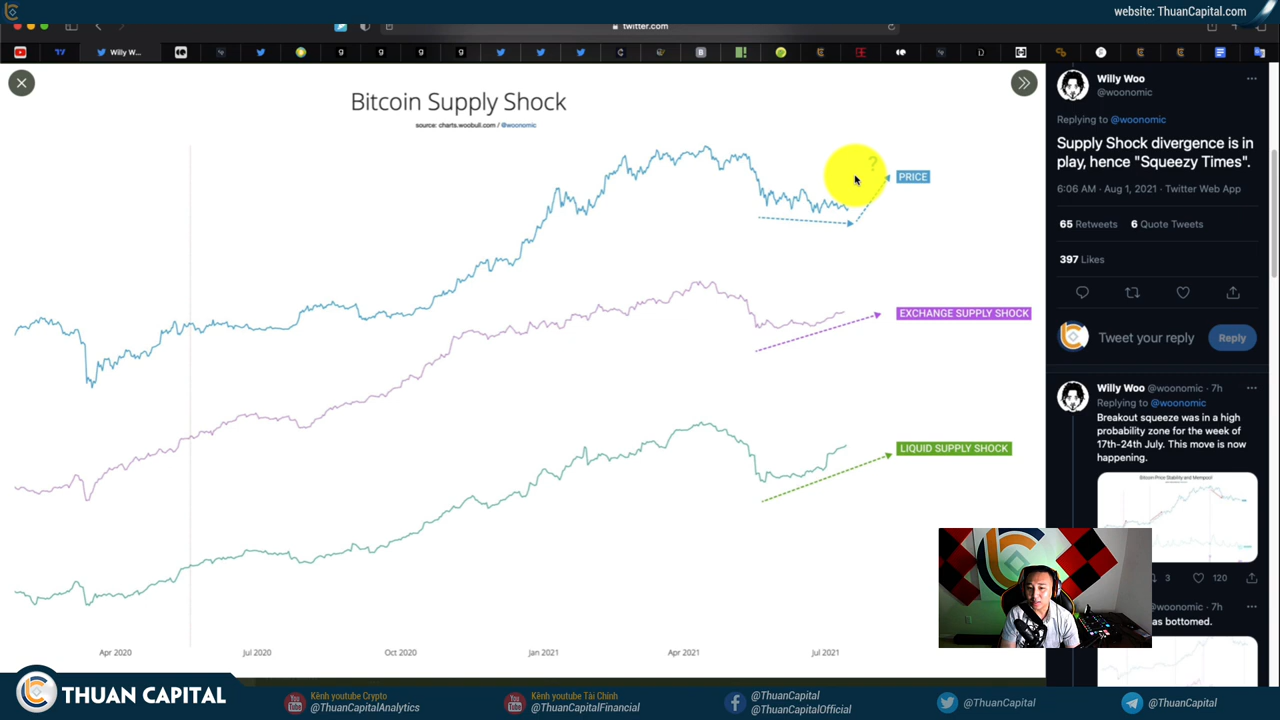 website: ThuanCapital.com
twitter.com
Willy W...
Bitcoin Supply Shock
source: charts.woobull.com / @woonomic
?
PRICE
EXCHANGE SUPPLY SHOCK
LIQUID SUPPLY SHOCK
Apr 2020
Jul 2020
Oct 2020
Jan 2021
Apr 2021
Jul 2021
Willy Woo
@woonomic
Replying to @woonomic
Supply Shock divergence is in
play, hence "Squeezy Times".
6:06 AM · Aug 1, 2021 · Twitter Web App
65 Retweets 6 Quote Tweets
397 Likes
Tweet your reply
Reply
Willy Woo @woonomic · 7h
Replying to @woonomic
Breakout squeeze was in a high
probability zone for the week of
17th-24th July. This move is now
happening.
Bitcoin Price Stability and Mempool
3
120
@woonomic · 7h
as bottomed.
THUAN CAPITAL
Kênh youtube Crypto
@ThuanCapitalAnalytics
Kênh youtube Tài Chính
@ThuanCapitalFinancial
@ThuanCapital
@ThuanCapitalOfficial
@ThuanCapital
@ThuanCapital